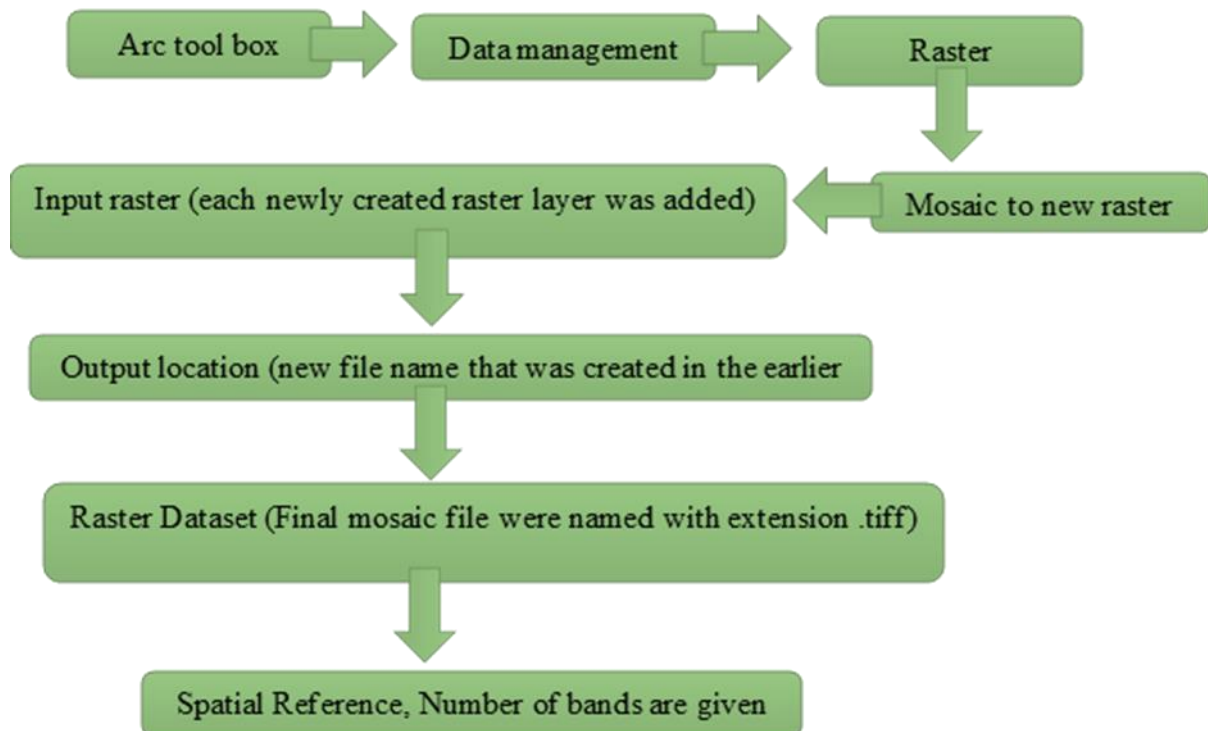 Arc tool box
Data management
Raster
Mosaic to new raster
Input raster (each newly created raster layer was added)
Output location (new file name that was created in the earlier
Raster Dataset (Final mosaic file were named with extension .tiff)
Spatial Reference, Number of bands are given